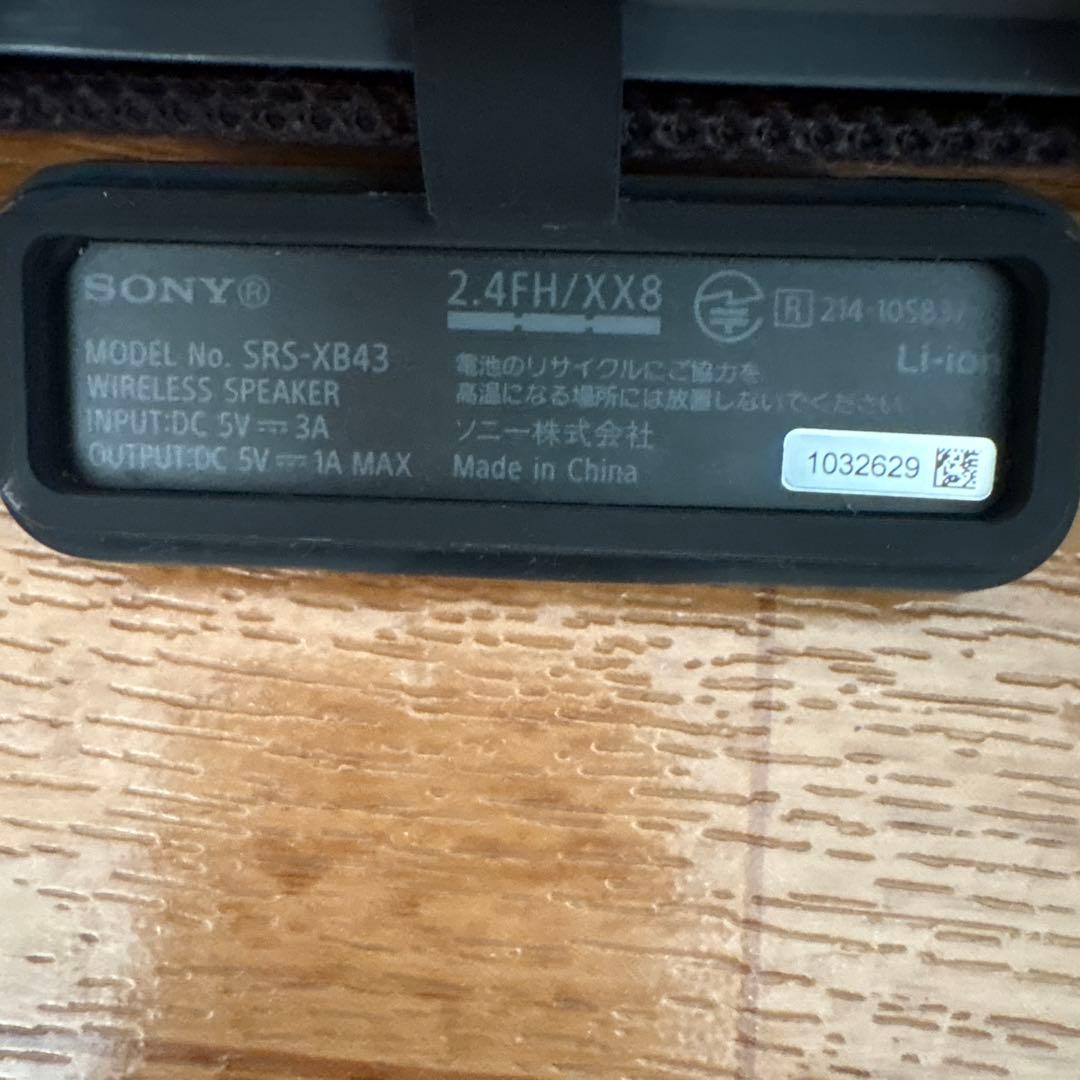 SONY®
MODEL No. SRS-XB43
WIRELESS SPEAKER
INPUT:DC 5V ⎓ 3A
OUTPUT:DC 5V ⎓ 1A MAX
2.4FH/XX8
電池のリサイクルにご協力を
高温になる場所には放置しないでください
ソニー株式会社
Made in China
R
Li-ion
1032629